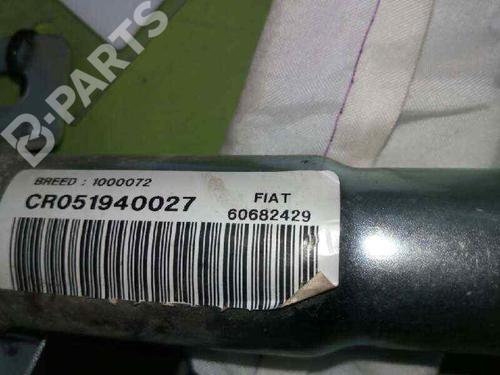 B-PARTS
BREED : 1000072
CR051940027
FIAT
60682429